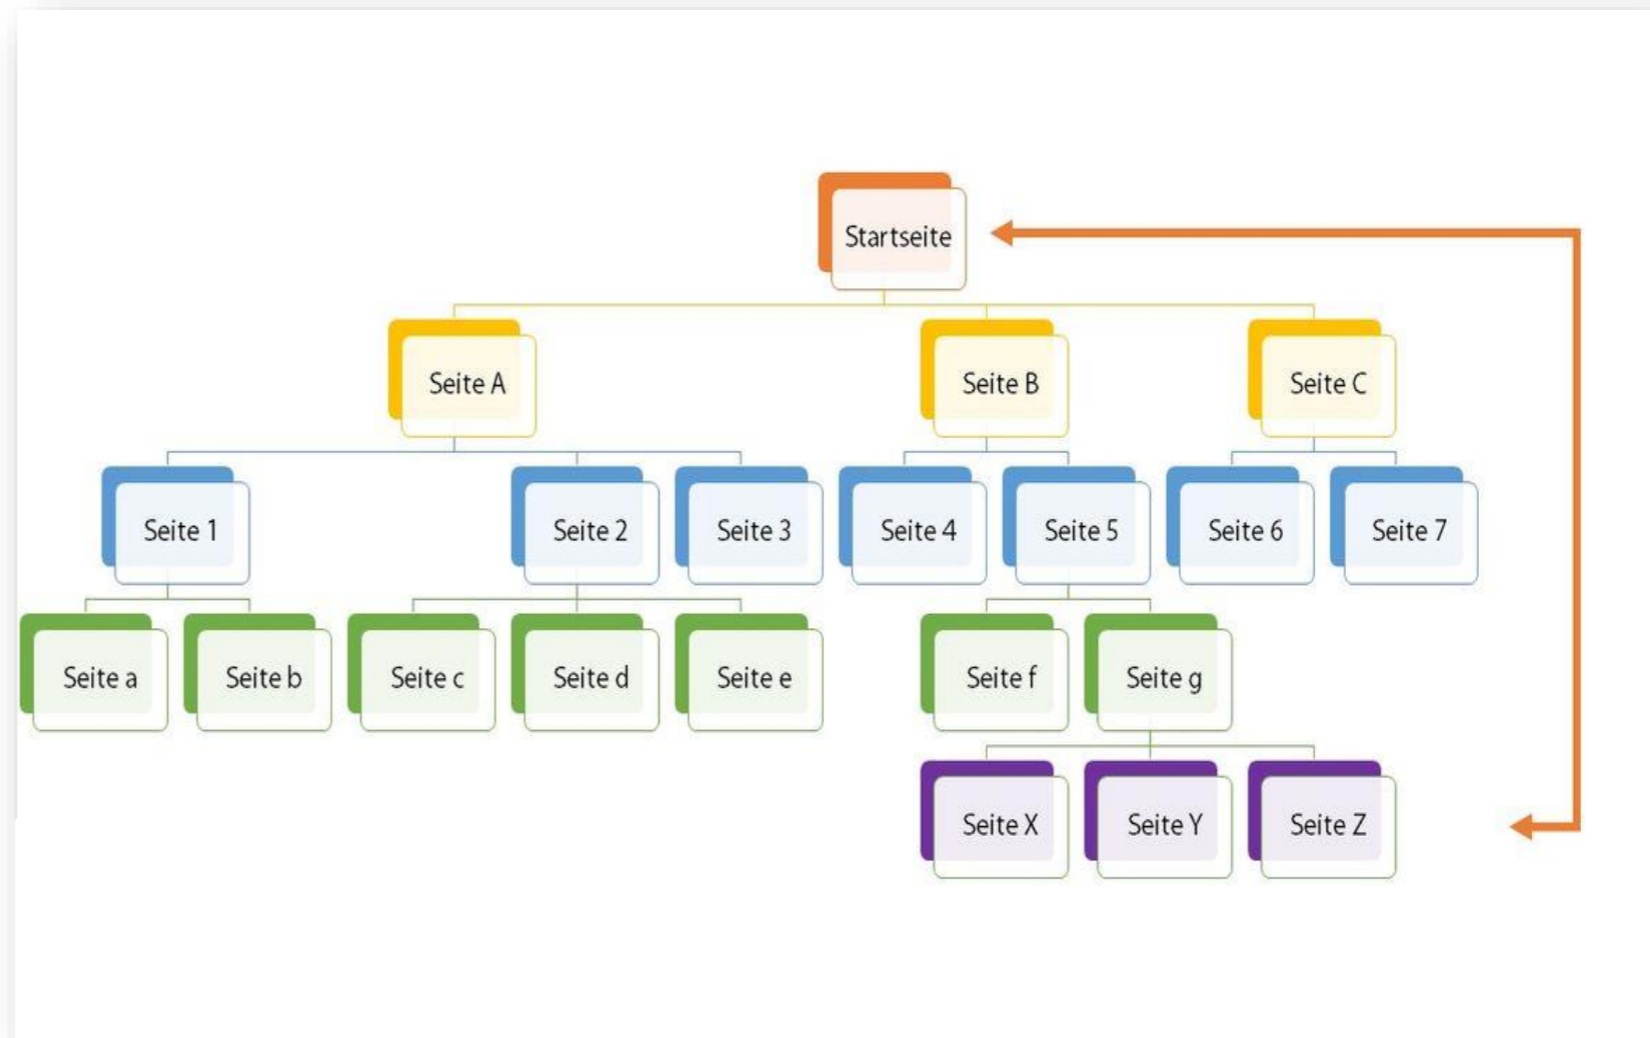 Startseite
Seite A
Seite B
Seite C
Seite 1
Seite 2
Seite 3
Seite 4
Seite 5
Seite 6
Seite 7
Seite a
Seite b
Seite c
Seite d
Seite e
Seite f
Seite g
Seite X
Seite Y
Seite Z